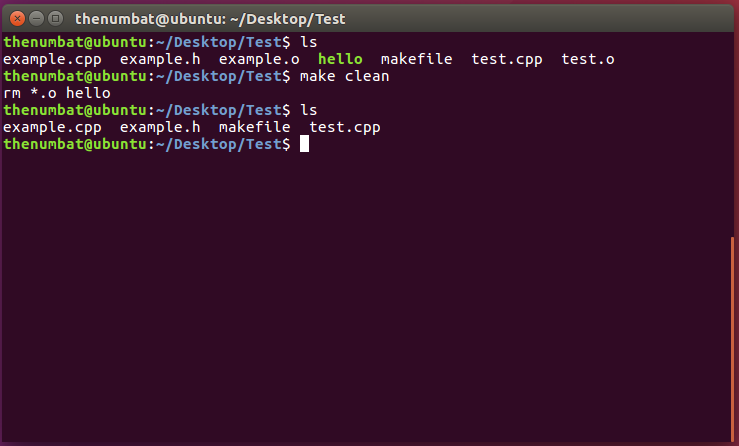 thenumbat@ubuntu: ~/Desktop/Test
thenumbat@ubuntu:~/Desktop/Test$ ls
example.cpp  example.h  example.o  hello  makefile  test.cpp  test.o
thenumbat@ubuntu:~/Desktop/Test$ make clean
rm *.o hello
thenumbat@ubuntu:~/Desktop/Test$ ls
example.cpp  example.h  makefile  test.cpp
thenumbat@ubuntu:~/Desktop/Test$